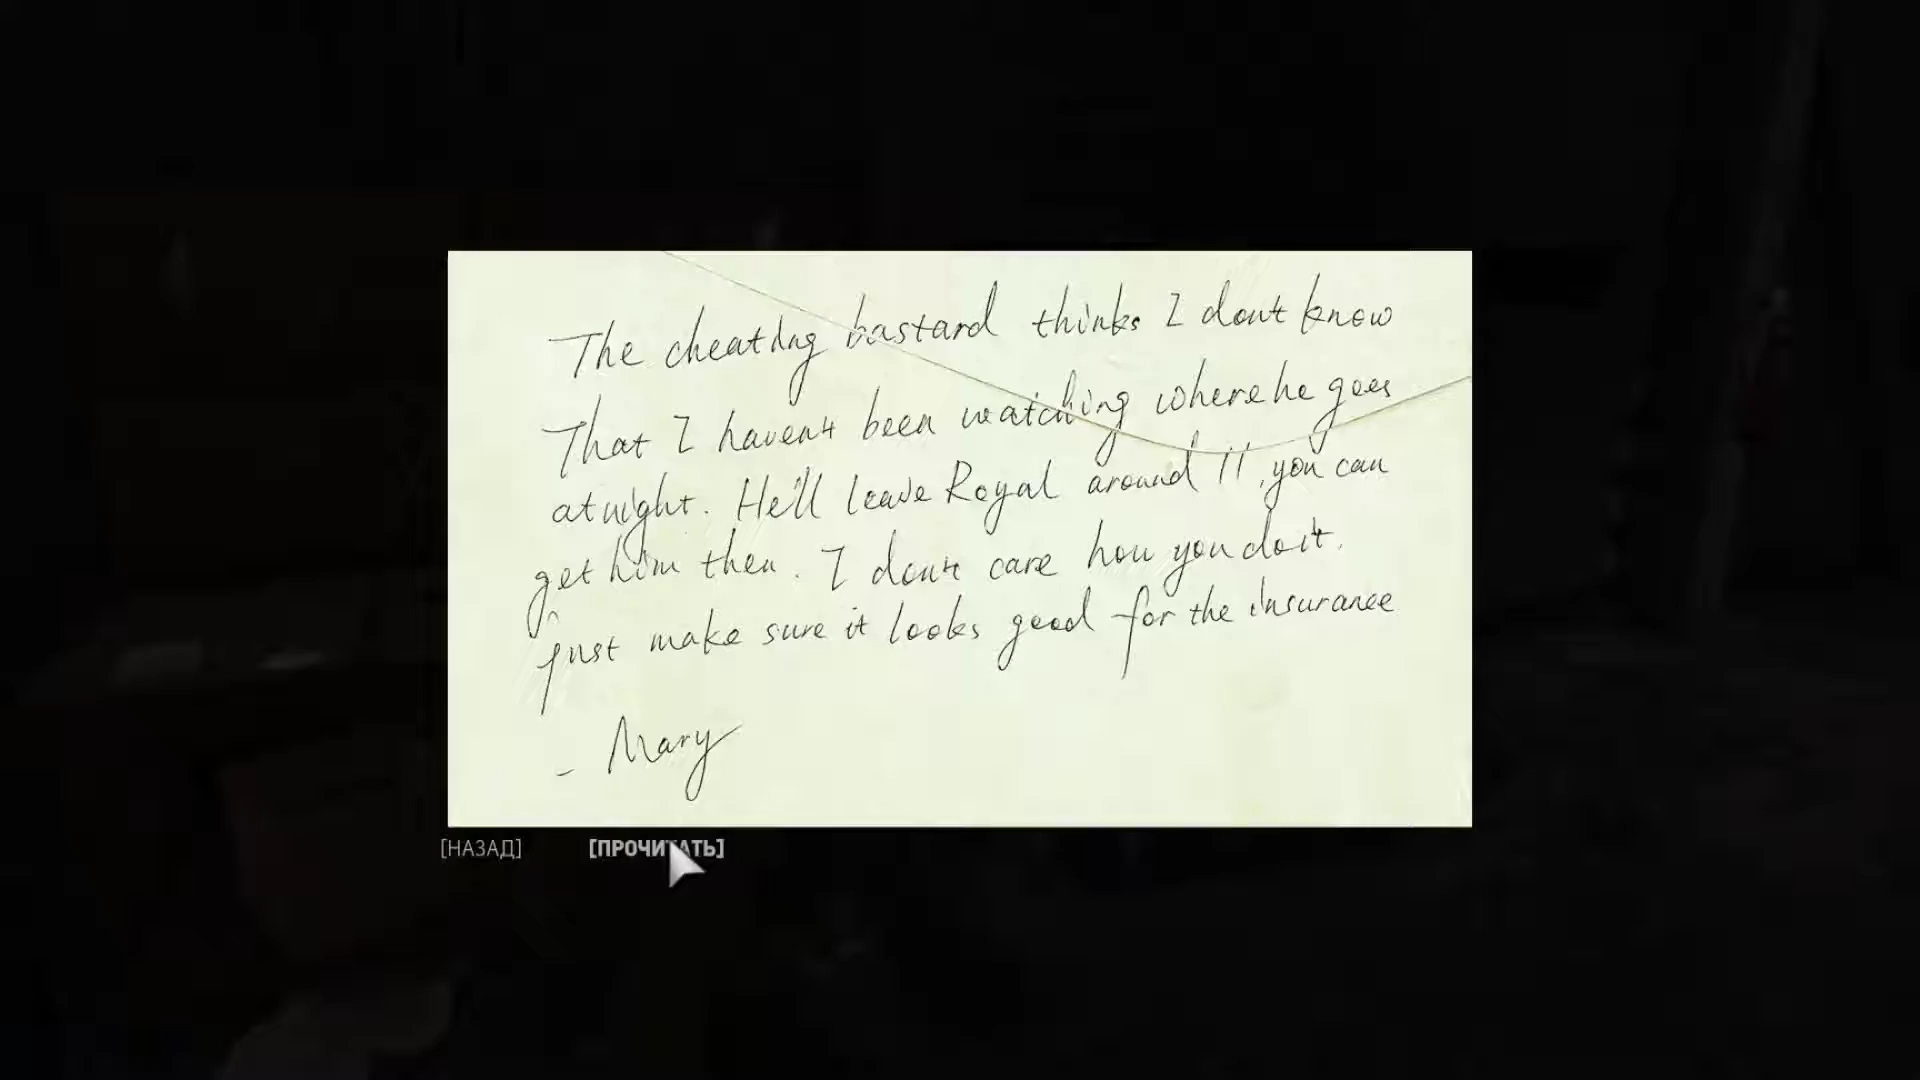 The cheating bastard thinks I dont know
That I havent been watching where he goes
at night. He'll leave Royal around 11, you can
get him then. I dont care how you do it.
just make sure it looks good for the insurance
- Mary
[НАЗАД] [ПРОЧИТАТЬ]